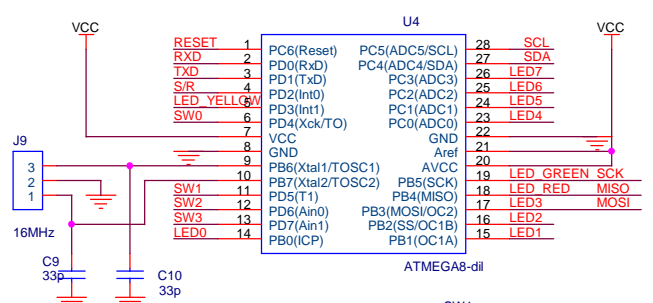 U4
VCC
VCC
RESET 1 PC6(Reset) PC5(ADC5/SCL) 28 SCL
RXD 2 PD0(RxD) PC4(ADC4/SDA) 27 SDA
TXD 3 PD1(TxD) PC3(ADC3) 26 LED7
S/R 4 PD2(Int0) PC2(ADC2) 25 LED6
LED_YELLOW 5 PD3(Int1) PC1(ADC1) 24 LED5
SW0 6 PD4(Xck/TO) PC0(ADC0) 23 LED4
7 VCC GND 22
8 GND Aref 21
J9
3 9 PB6(Xtal1/TOSC1) AVCC 20
2 10 PB7(Xtal2/TOSC2) PB5(SCK) 19 LED_GREEN SCK
1 SW1 11 PD5(T1) PB4(MISO) 18 LED_RED MISO
SW2 12 PD6(Ain0) PB3(MOSI/OC2) 17 LED3 MOSI
SW3 13 PD7(Ain1) PB2(SS/OC1B) 16 LED2
16MHz LED0 14 PB0(ICP) PB1(OC1A) 15 LED1
C9
33p
C10
33p
ATMEGA8-dil